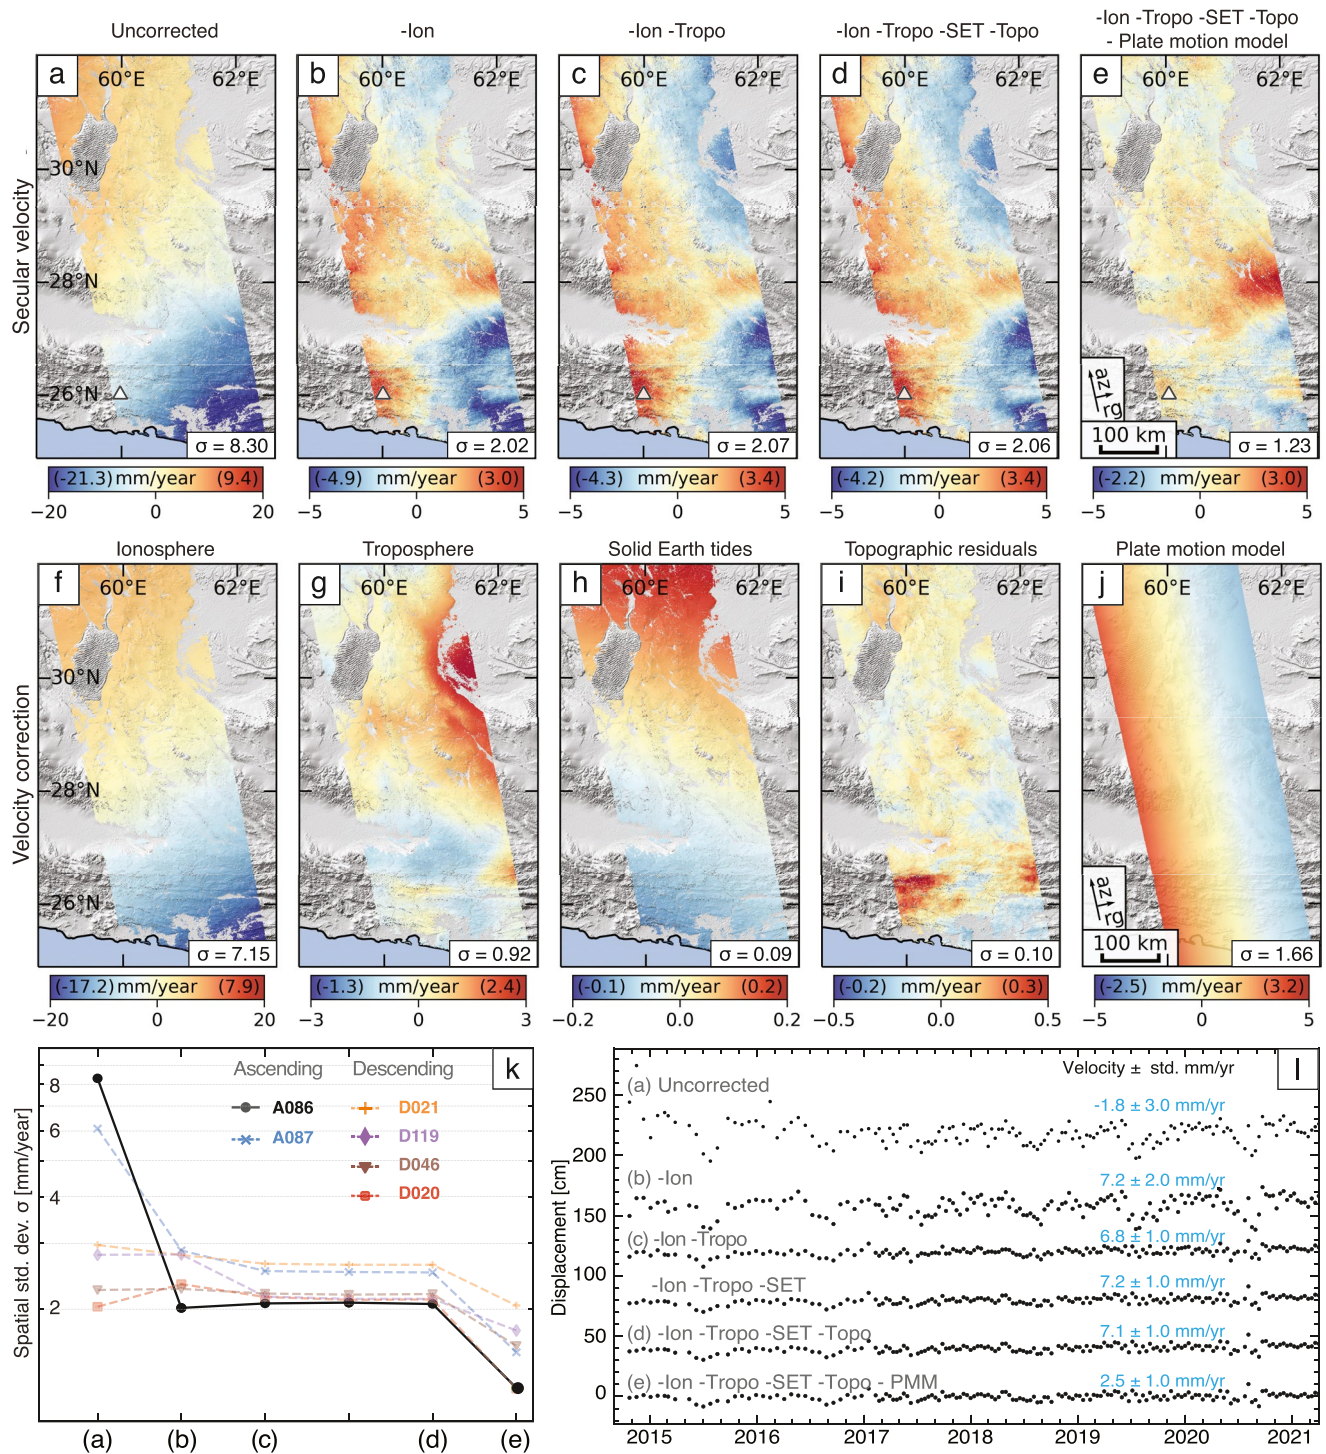 Uncorrected
-Ion
-Ion -Tropo
-Ion -Tropo -SET -Topo
-Ion -Tropo -SET -Topo
- Plate motion model
Secular velocity
a
60°E
62°E
30°N
28°N
26°N
σ = 8.30
(-21.3) mm/year (9.4)
−20 0 20
b
60°E
62°E
σ = 2.02
(-4.9) mm/year (3.0)
−5 0 5
c
60°E
62°E
σ = 2.07
(-4.3) mm/year (3.4)
−5 0 5
d
60°E
62°E
σ = 2.06
(-4.2) mm/year (3.4)
−5 0 5
e
60°E
62°E
az
rg
100 km
σ = 1.23
(-2.2) mm/year (3.0)
−5 0 5
Velocity correction
Ionosphere
f
60°E
62°E
30°N
28°N
26°N
σ = 7.15
(-17.2) mm/year (7.9)
−20 0 20
Troposphere
g
60°E
62°E
σ = 0.92
(-1.3) mm/year (2.4)
−3 0 3
Solid Earth tides
h
60°E
62°E
σ = 0.09
(-0.1) mm/year (0.2)
−0.2 0.0 0.2
Topographic residuals
i
60°E
62°E
σ = 0.10
(-0.2) mm/year (0.3)
−0.5 0.0 0.5
Plate motion model
j
60°E
62°E
az
rg
100 km
σ = 1.66
(-2.5) mm/year (3.2)
−5 0 5
k
Spatial std. dev. σ [mm/year]
8
6
4
2
Ascending
A086
A087
Descending
D021
D119
D046
D020
(a) (b) (c) (d) (e)
l
Displacement [cm]
250
200
150
100
50
0
Velocity ± std. mm/yr
(a) Uncorrected
-1.8 ± 3.0 mm/yr
(b) -Ion
7.2 ± 2.0 mm/yr
(c) -Ion -Tropo
6.8 ± 1.0 mm/yr
-Ion -Tropo -SET
7.2 ± 1.0 mm/yr
(d) -Ion -Tropo -SET -Topo
7.1 ± 1.0 mm/yr
(e) -Ion -Tropo -SET -Topo - PMM
2.5 ± 1.0 mm/yr
2015 2016 2017 2018 2019 2020 2021